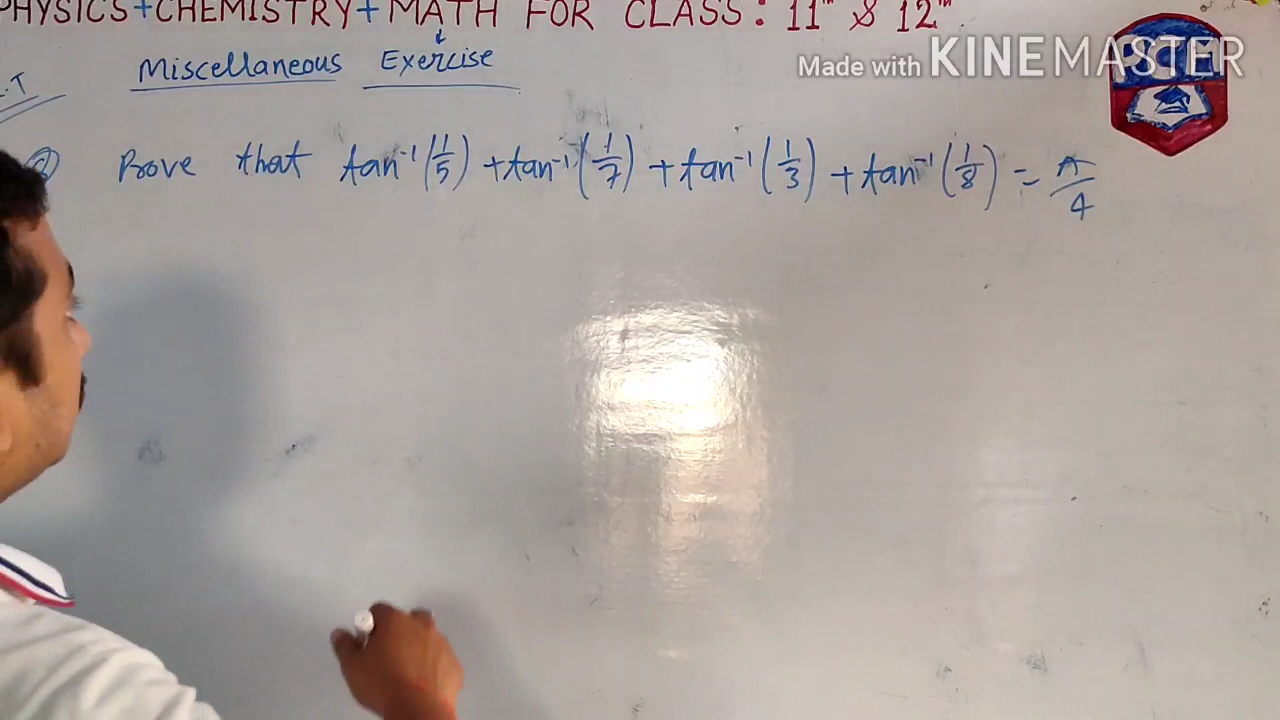 PHYSICS+CHEMISTRY+MATH FOR CLASS: 11ᵗʰ & 12ᵗʰ
Made with KINEMASTER
Miscellaneous Exercise
Prove that tan⁻¹(1/5) + tan⁻¹(1/7) + tan⁻¹(1/3) + tan⁻¹(1/8) = π/4